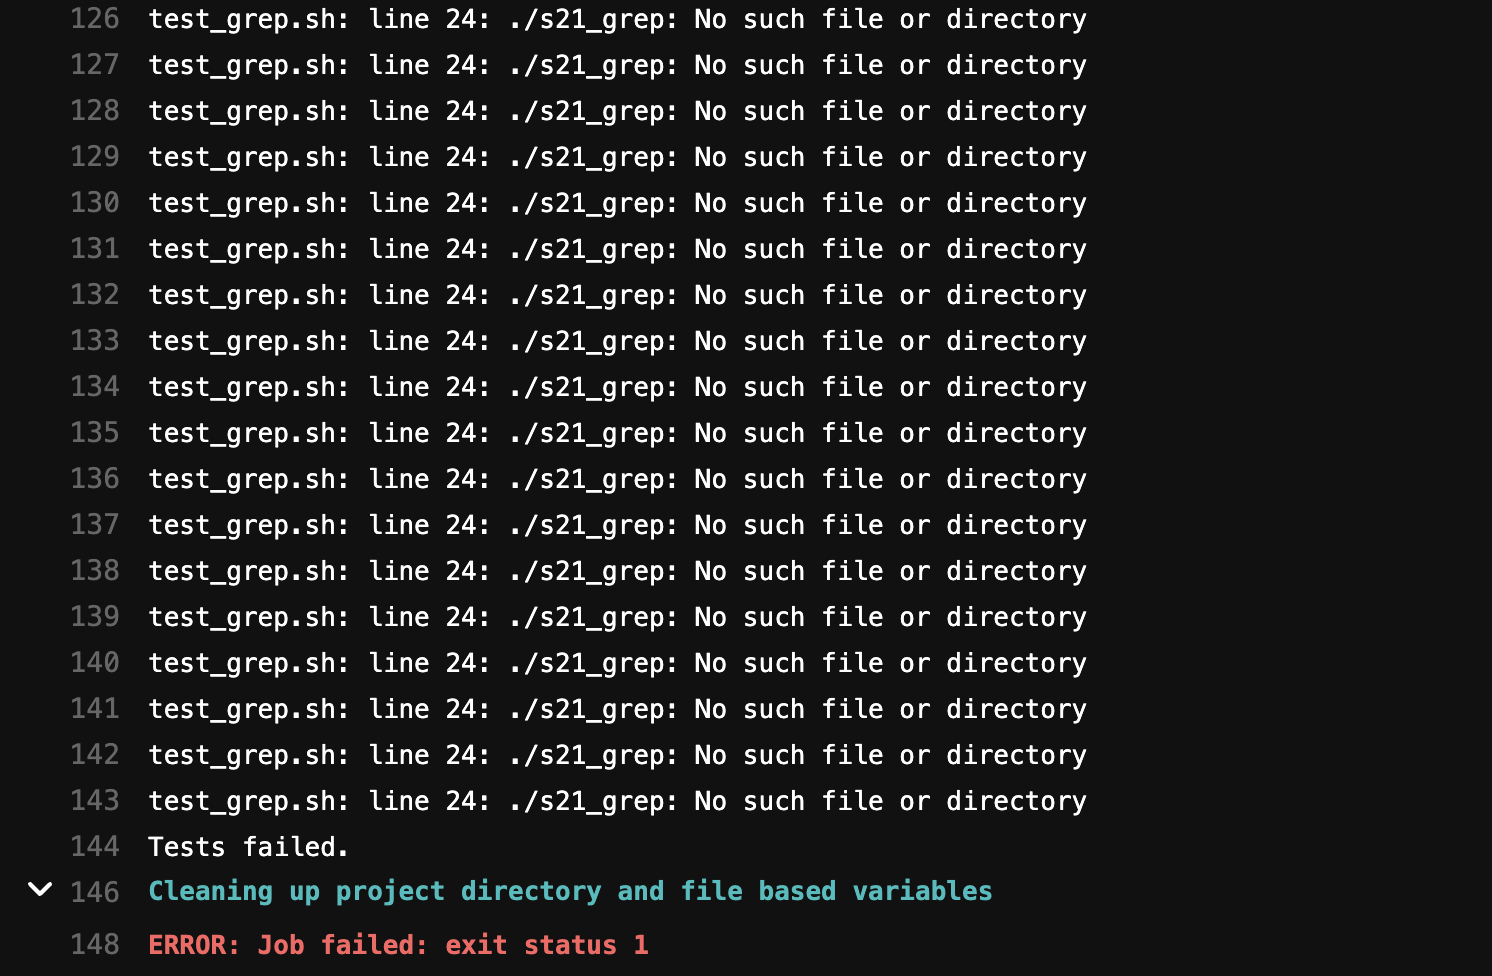 126 test_grep.sh: line 24: ./s21_grep: No such file or directory
127 test_grep.sh: line 24: ./s21_grep: No such file or directory
128 test_grep.sh: line 24: ./s21_grep: No such file or directory
129 test_grep.sh: line 24: ./s21_grep: No such file or directory
130 test_grep.sh: line 24: ./s21_grep: No such file or directory
131 test_grep.sh: line 24: ./s21_grep: No such file or directory
132 test_grep.sh: line 24: ./s21_grep: No such file or directory
133 test_grep.sh: line 24: ./s21_grep: No such file or directory
134 test_grep.sh: line 24: ./s21_grep: No such file or directory
135 test_grep.sh: line 24: ./s21_grep: No such file or directory
136 test_grep.sh: line 24: ./s21_grep: No such file or directory
137 test_grep.sh: line 24: ./s21_grep: No such file or directory
138 test_grep.sh: line 24: ./s21_grep: No such file or directory
139 test_grep.sh: line 24: ./s21_grep: No such file or directory
140 test_grep.sh: line 24: ./s21_grep: No such file or directory
141 test_grep.sh: line 24: ./s21_grep: No such file or directory
142 test_grep.sh: line 24: ./s21_grep: No such file or directory
143 test_grep.sh: line 24: ./s21_grep: No such file or directory
144 Tests failed.
146 Cleaning up project directory and file based variables
148 ERROR: Job failed: exit status 1